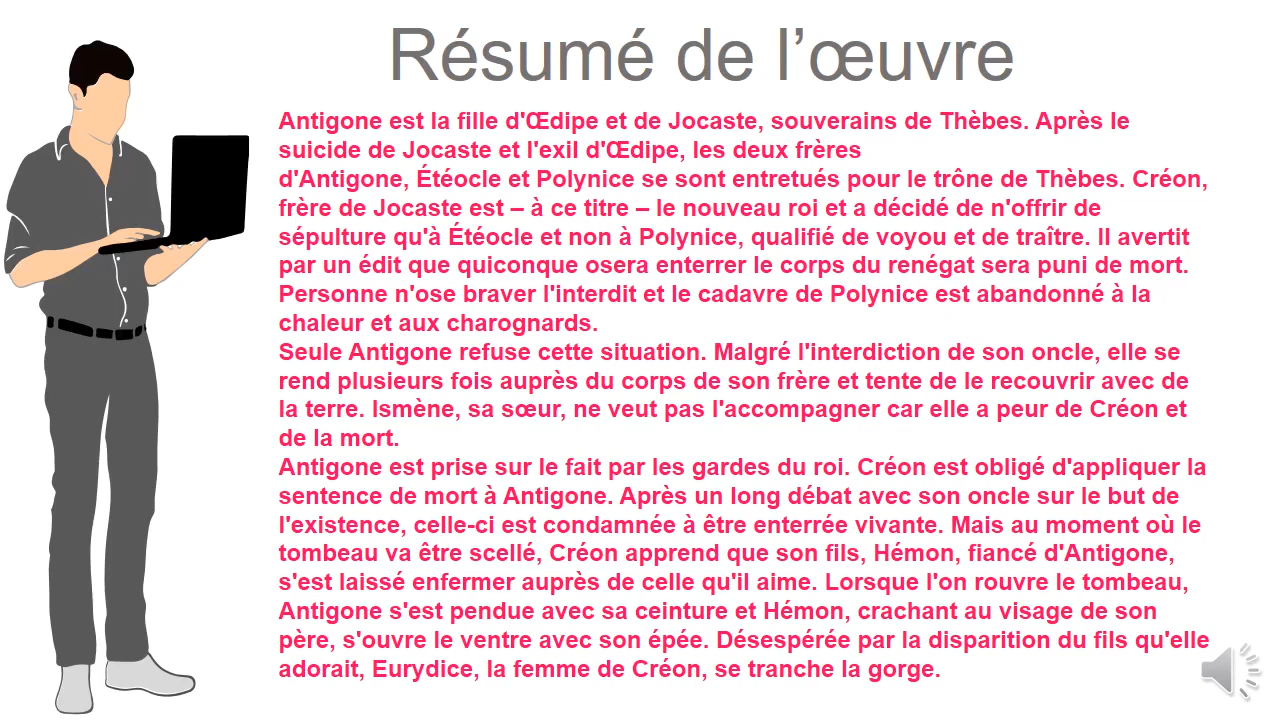 Résumé de l’œuvre
Antigone est la fille d'Œdipe et de Jocaste, souverains de Thèbes. Après le
suicide de Jocaste et l'exil d'Œdipe, les deux frères
d'Antigone, Étéocle et Polynice se sont entretués pour le trône de Thèbes. Créon,
frère de Jocaste est – à ce titre – le nouveau roi et a décidé de n'offrir de
sépulture qu'à Étéocle et non à Polynice, qualifié de voyou et de traître. Il avertit
par un édit que quiconque osera enterrer le corps du renégat sera puni de mort.
Personne n'ose braver l'interdit et le cadavre de Polynice est abandonné à la
chaleur et aux charognards.
Seule Antigone refuse cette situation. Malgré l'interdiction de son oncle, elle se
rend plusieurs fois auprès du corps de son frère et tente de le recouvrir avec de
la terre. Ismène, sa sœur, ne veut pas l'accompagner car elle a peur de Créon et
de la mort.
Antigone est prise sur le fait par les gardes du roi. Créon est obligé d'appliquer la
sentence de mort à Antigone. Après un long débat avec son oncle sur le but de
l'existence, celle-ci est condamnée à être enterrée vivante. Mais au moment où le
tombeau va être scellé, Créon apprend que son fils, Hémon, fiancé d'Antigone,
s'est laissé enfermer auprès de celle qu'il aime. Lorsque l'on rouvre le tombeau,
Antigone s'est pendue avec sa ceinture et Hémon, crachant au visage de son
père, s'ouvre le ventre avec son épée. Désespérée par la disparition du fils qu'elle
adorait, Eurydice, la femme de Créon, se tranche la gorge.